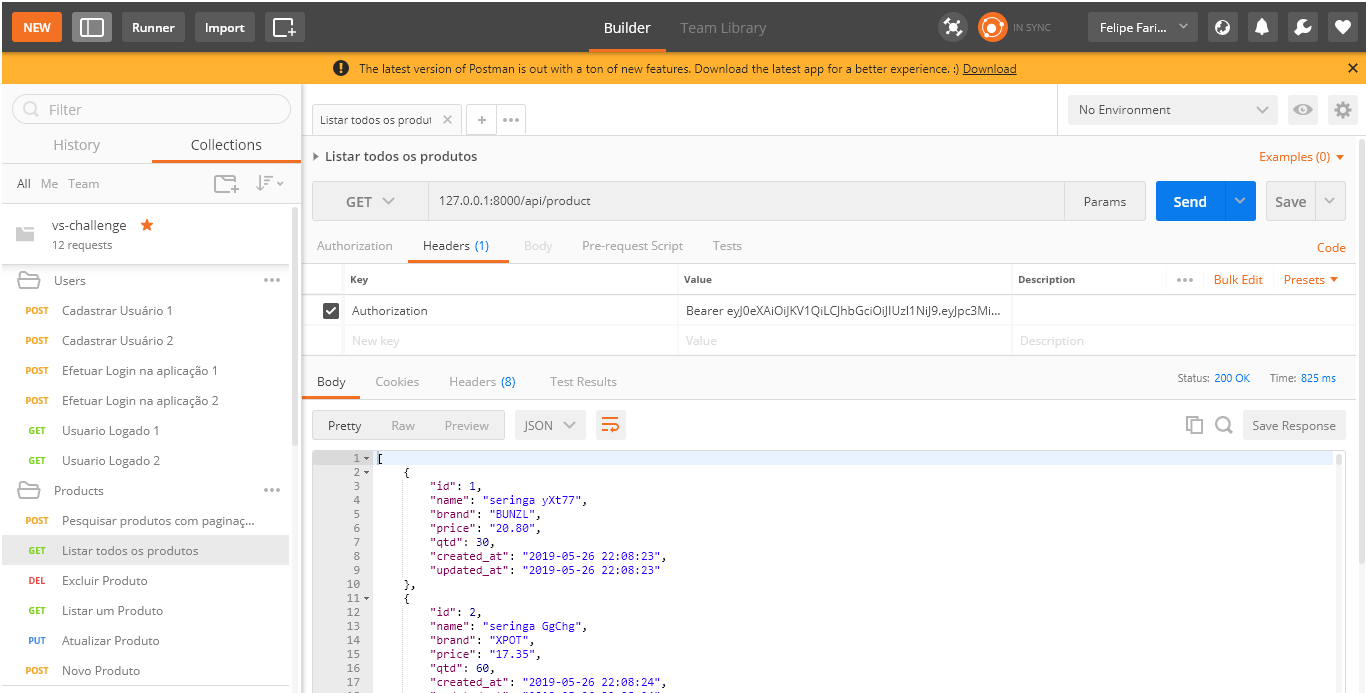 NEW Runner Import Builder Team Library IN SYNC Felipe Fari...
The latest version of Postman is out with a ton of new features. Download the latest app for a better experience. :) Download
Filter
History Collections
All Me Team
vs-challenge
12 requests
Users
POST Cadastrar Usuário 1
POST Cadastrar Usuário 2
POST Efetuar Login na aplicação 1
POST Efetuar Login na aplicação 2
GET Usuario Logado 1
GET Usuario Logado 2
Products
POST Pesquisar produtos com paginaç...
GET Listar todos os produtos
DEL Excluir Produto
GET Listar um Produto
PUT Atualizar Produto
POST Novo Produto
Listar todos os produt
No Environment
Listar todos os produtos Examples (0)
GET 127.0.0.1:8000/api/product Params Send Save
Authorization Headers (1) Body Pre-request Script Tests Code
Key Value Description Bulk Edit Presets
Authorization Bearer eyJ0eXAiOiJKV1QiLCJhbGciOiJIUzI1NiJ9.eyJpc3Mi...
New key Value Description
Body Cookies Headers (8) Test Results Status: 200 OK Time: 825 ms
Pretty Raw Preview JSON Save Response
1 [
2 {
3 "id": 1,
4 "name": "seringa yXt77",
5 "brand": "BUNZL",
6 "price": "20.80",
7 "qtd": 30,
8 "created_at": "2019-05-26 22:08:23",
9 "updated_at": "2019-05-26 22:08:23"
10 },
11 {
12 "id": 2,
13 "name": "seringa GgChg",
14 "brand": "XPOT",
15 "price": "17.35",
16 "qtd": 60,
17 "created_at": "2019-05-26 22:08:24",